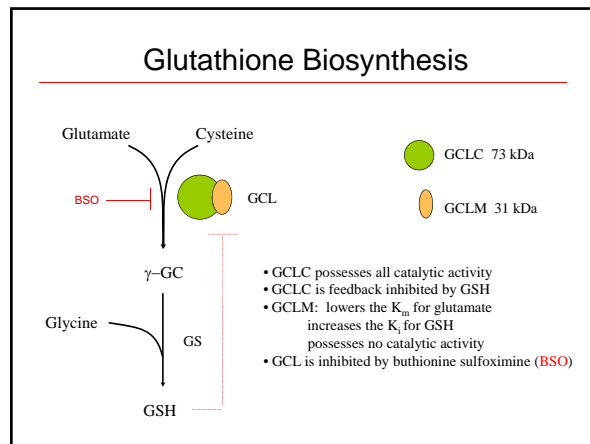 Glutathione Biosynthesis
Glutamate
Cysteine
BSO
GCL
GCLC 73 kDa
GCLM 31 kDa
γ–GC
Glycine
GS
GSH
• GCLC possesses all catalytic activity
• GCLC is feedback inhibited by GSH
• GCLM: lowers the Km for glutamate
increases the Ki for GSH
possesses no catalytic activity
• GCL is inhibited by buthionine sulfoximine (BSO)